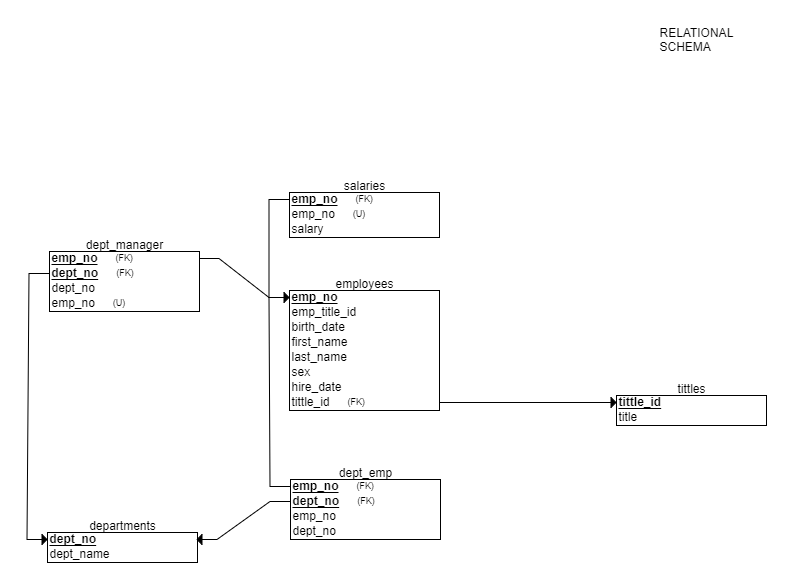 RELATIONAL
SCHEMA
salaries
emp_no (FK)
emp_no (U)
salary
dept_manager
emp_no (FK)
dept_no (FK)
dept_no
emp_no (U)
employees
emp_no
emp_title_id
birth_date
first_name
last_name
sex
hire_date
tittle_id (FK)
tittles
tittle_id
title
dept_emp
emp_no (FK)
dept_no (FK)
emp_no
dept_no
departments
dept_no
dept_name